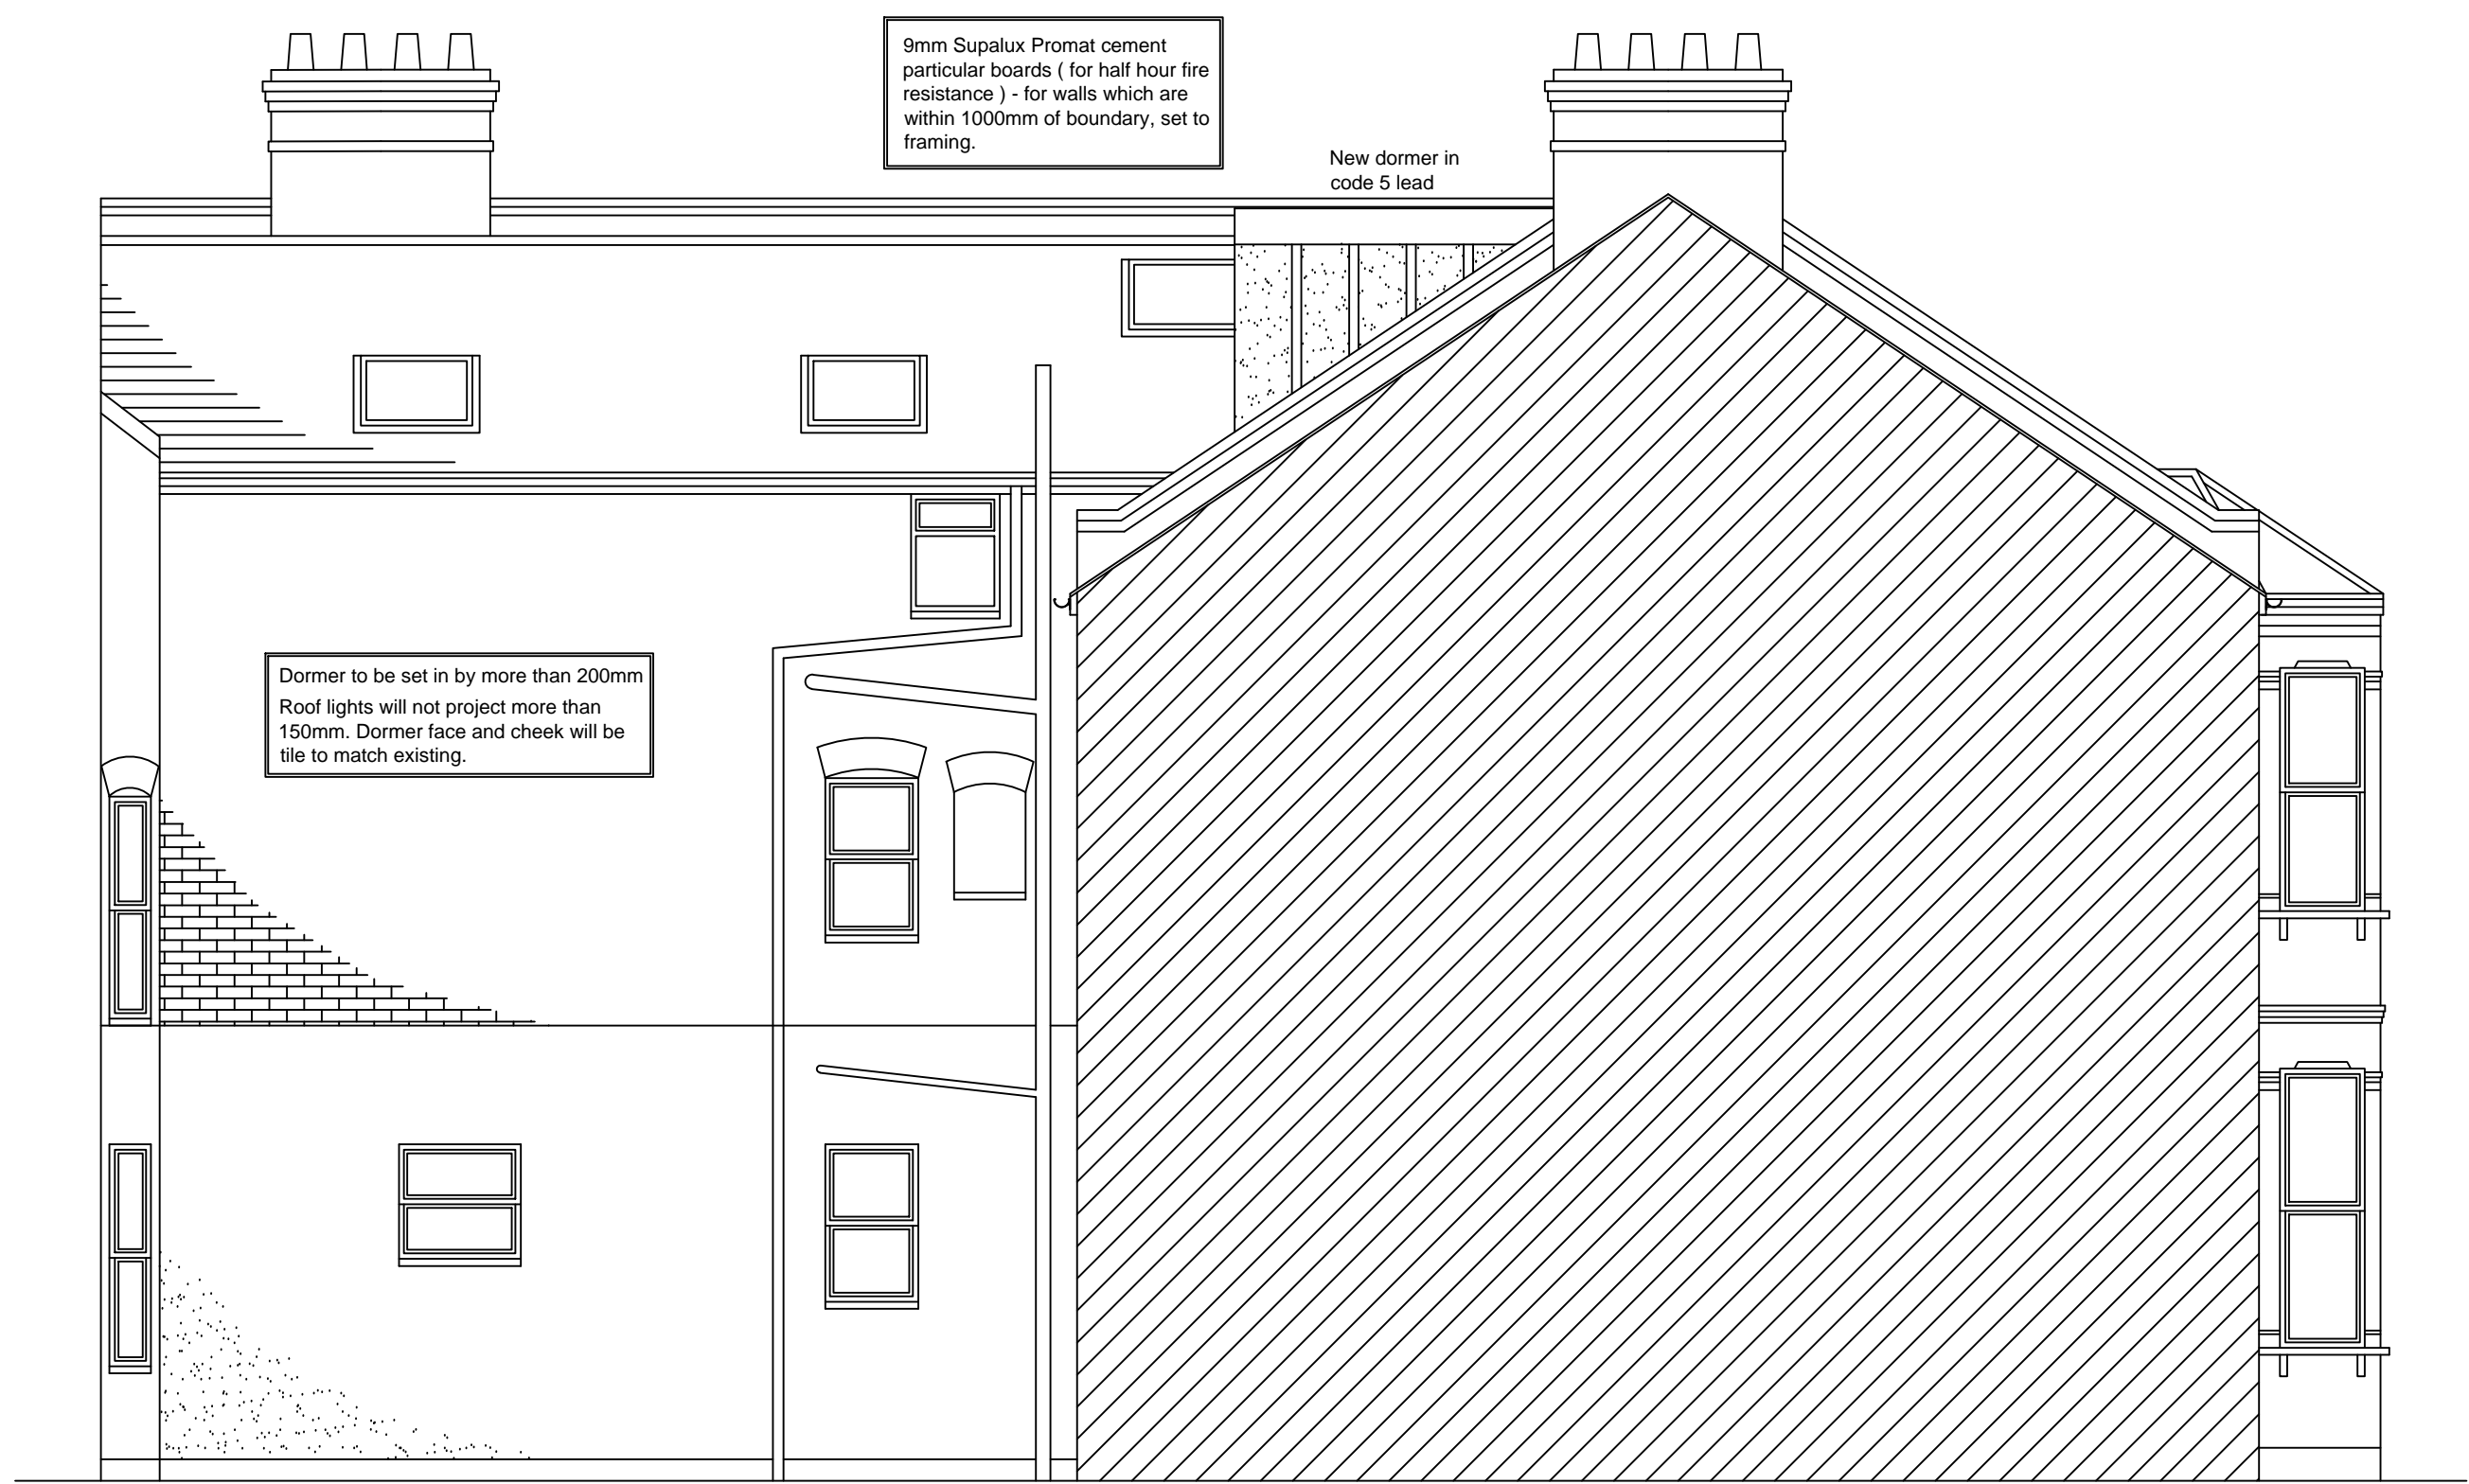 9mm Supalux Promat cement
particular boards ( for half hour fire
resistance ) - for walls which are
within 1000mm of boundary, set to
framing.
New dormer in
code 5 lead
Dormer to be set in by more than 200mm
Roof lights will not project more than
150mm. Dormer face and cheek will be
tile to match existing.